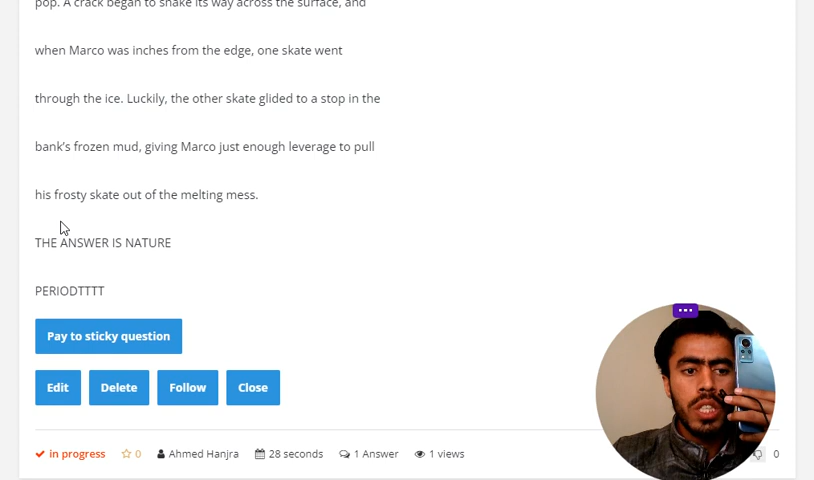 pop. A crack began to snake its way across the surface, and
when Marco was inches from the edge, one skate went
through the ice. Luckily, the other skate glided to a stop in the
bank's frozen mud, giving Marco just enough leverage to pull
his frosty skate out of the melting mess.
THE ANSWER IS NATURE
PERIODTTTT
Pay to sticky question
Edit Delete Follow Close
in progress 0 Ahmed Hanjra 28 seconds 1 Answer 1 views 0